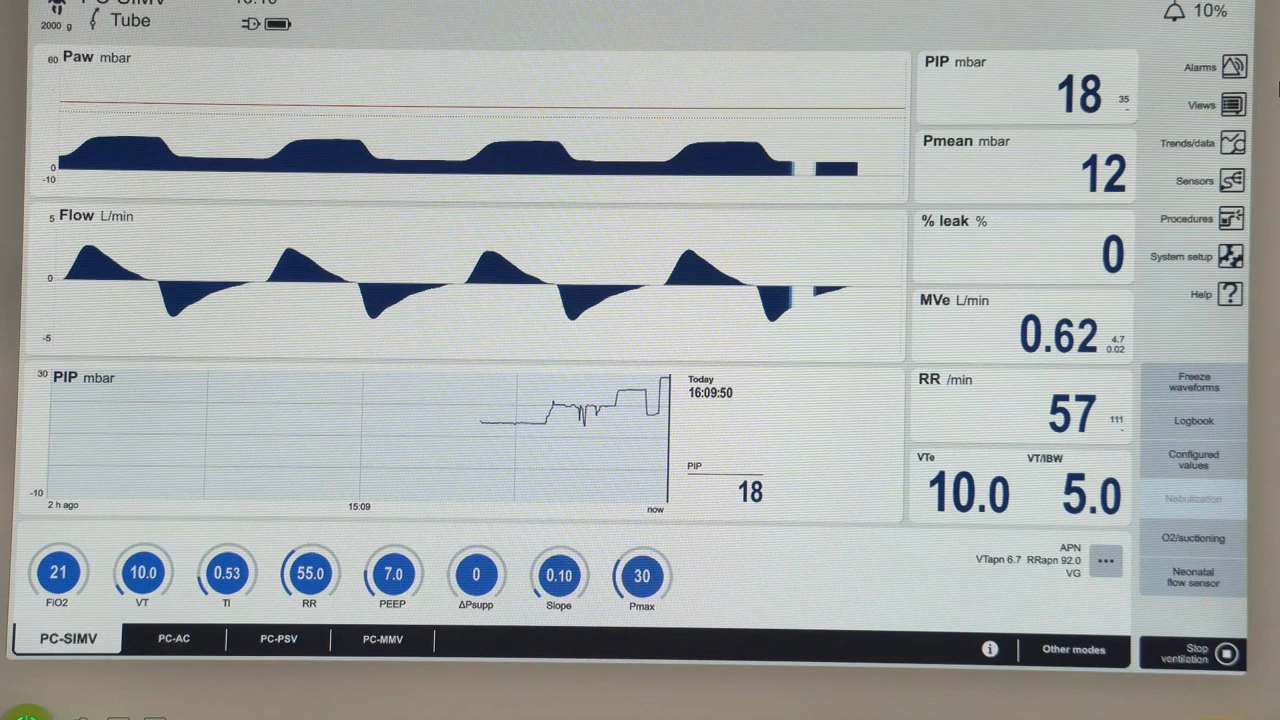 2000 g
Tube
10%
60 Paw mbar
0
-10
5 Flow L/min
0
-5
30 PIP mbar
-10
2 h ago
15:09
now
Today
16:09:50
PIP
18
PIP mbar
18
35
-
Pmean mbar
12
% leak %
0
MVe L/min
0.62
4.7
0.02
RR /min
57
111
-
VTe
10.0
VT/IBW
5.0
Alarms
Views
Trends/data
Sensors
Procedures
System setup
Help
Freeze
waveforms
Logbook
Configured
values
Nebulization
O2/suctioning
Neonatal
flow sensor
21
FiO2
10.0
VT
0.53
TI
55.0
RR
7.0
PEEP
0
ΔPsupp
0.10
Slope
30
Pmax
APN
VTapn 6.7 RRapn 92.0
VG
PC-SIMV
PC-AC
PC-PSV
PC-MMV
Other modes
Stop
ventilation